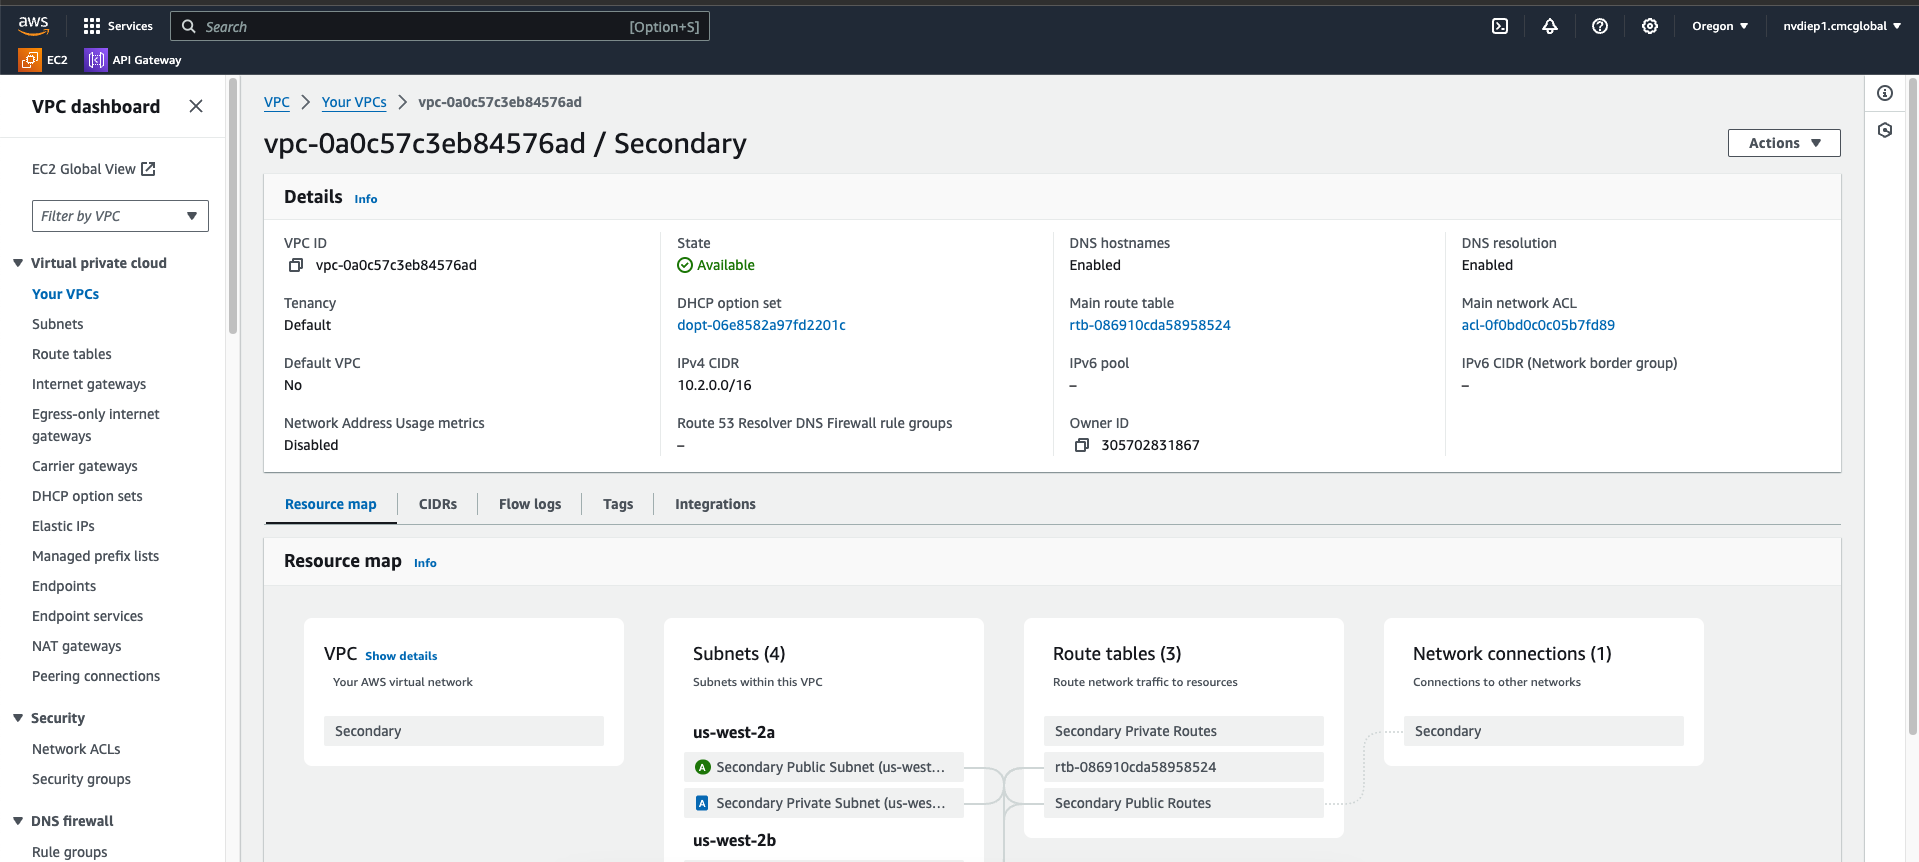 aws
Services
Search
[Option+S]
Oregon
nvdiep1.cmcglobal
EC2
API Gateway
VPC dashboard
EC2 Global View
Filter by VPC
Virtual private cloud
Your VPCs
Subnets
Route tables
Internet gateways
Egress-only internet
gateways
Carrier gateways
DHCP option sets
Elastic IPs
Managed prefix lists
Endpoints
Endpoint services
NAT gateways
Peering connections
Security
Network ACLs
Security groups
DNS firewall
Rule groups
VPC
Your VPCs
vpc-0a0c57c3eb84576ad
vpc-0a0c57c3eb84576ad / Secondary
Actions
Details Info
VPC ID
vpc-0a0c57c3eb84576ad
State
Available
DNS hostnames
Enabled
DNS resolution
Enabled
Tenancy
Default
DHCP option set
dopt-06e8582a97fd2201c
Main route table
rtb-086910cda58958524
Main network ACL
acl-0f0bd0c0c05b7fd89
Default VPC
No
IPv4 CIDR
10.2.0.0/16
IPv6 pool
–
IPv6 CIDR (Network border group)
–
Network Address Usage metrics
Disabled
Route 53 Resolver DNS Firewall rule groups
–
Owner ID
305702831867
Resource map
CIDRs
Flow logs
Tags
Integrations
Resource map Info
VPC Show details
Your AWS virtual network
Secondary
Subnets (4)
Subnets within this VPC
us-west-2a
A Secondary Public Subnet (us-west...
A Secondary Private Subnet (us-wes...
us-west-2b
Route tables (3)
Route network traffic to resources
Secondary Private Routes
rtb-086910cda58958524
Secondary Public Routes
Network connections (1)
Connections to other networks
Secondary